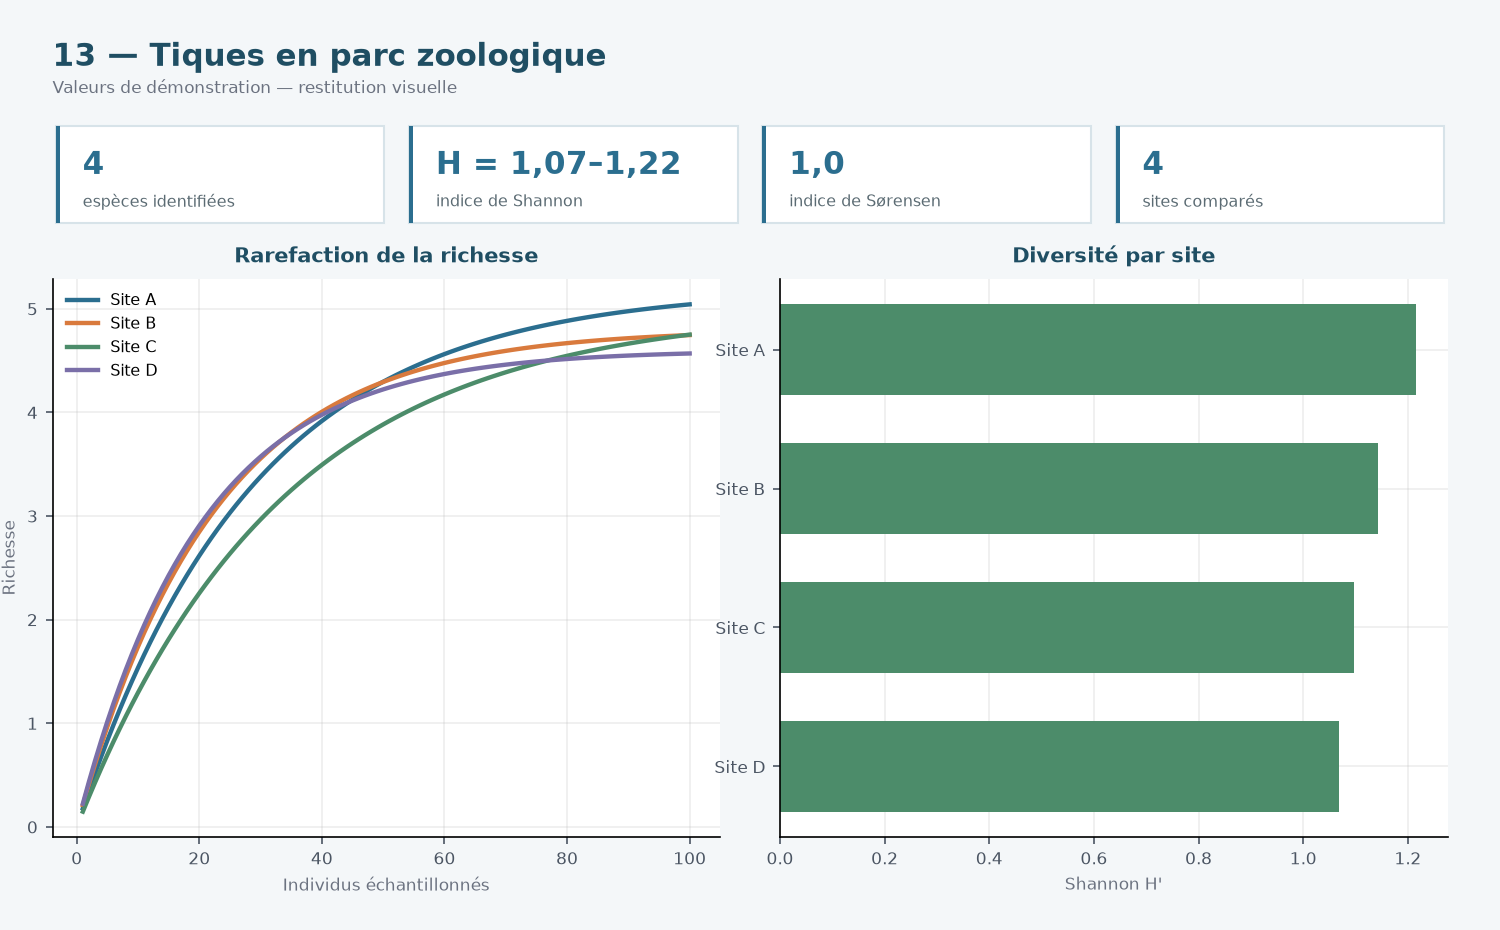 13 — Tiques en parc zoologique
Valeurs de démonstration — restitution visuelle
4
espèces identifiées
H = 1,07–1,22
indice de Shannon
1,0
indice de Sørensen
4
sites comparés
Rarefaction de la richesse
Site A
Site B
Site C
Site D
5
4
3
2
1
0
Richesse
0 20 40 60 80 100
Individus échantillonnés
Diversité par site
Site A
Site B
Site C
Site D
0.0 0.2 0.4 0.6 0.8 1.0 1.2
Shannon H'